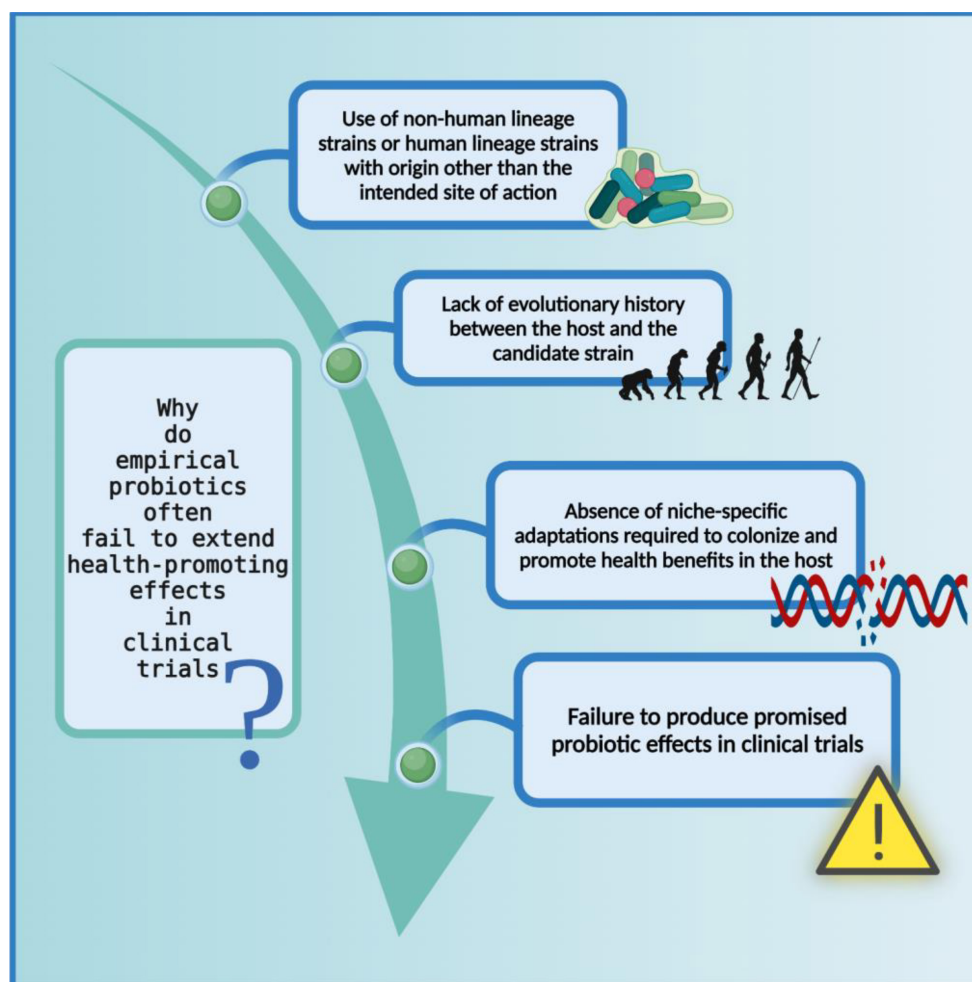 Use of non-human lineage
strains or human lineage strains
with origin other than the
intended site of action
Lack of evolutionary history
between the host and the
candidate strain
Why
do
empirical
probiotics
often
fail to extend
health-promoting
effects
in
clinical
trials
?
Absence of niche-specific
adaptations required to colonize and
promote health benefits in the host
Failure to produce promised
probiotic effects in clinical trials
!